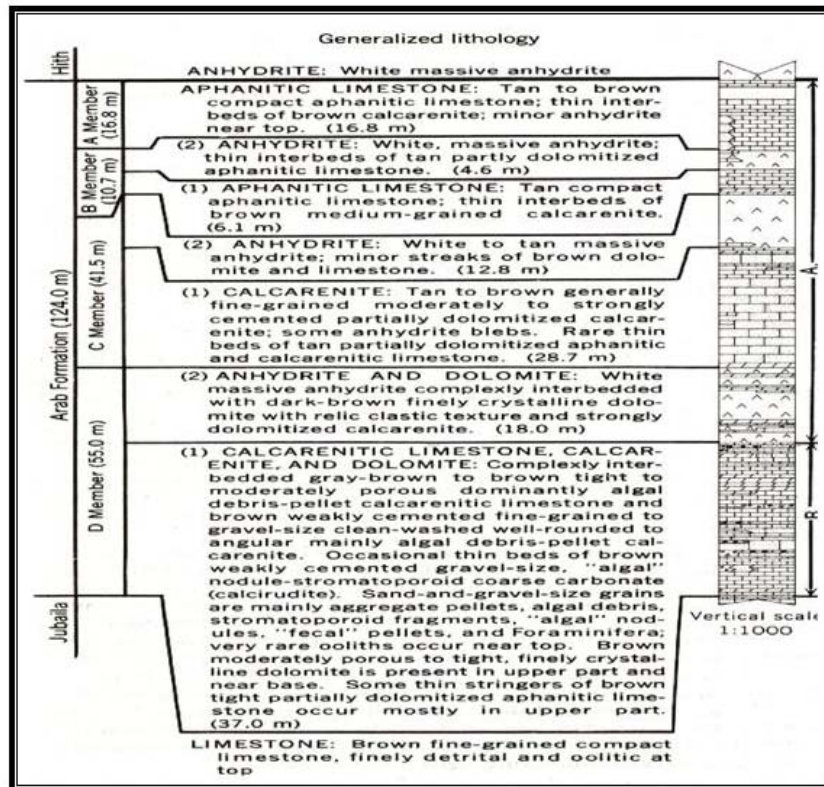 Generalized lithology
Hith
ANHYDRITE: White massive anhydrite
Arab Formation (124.0 m)
A Member
(16.8 m)
APHANITIC LIMESTONE: Tan to brown
compact aphanitic limestone; thin inter-
beds of brown calcarenite; minor anhydrite
near top. (16.8 m)
B Member
(10.7 m)
(2) ANHYDRITE: White, massive anhydrite;
thin interbeds of tan partly dolomitized
aphanitic limestone. (4.6 m)
(1) APHANITIC LIMESTONE: Tan compact
aphanitic limestone; thin interbeds of
brown medium-grained calcarenite.
(6.1 m)
C Member (41.5 m)
(2) ANHYDRITE: White to tan massive
anhydrite; minor streaks of brown dolo-
mite and limestone. (12.8 m)
(1) CALCARENITE: Tan to brown generally
fine-grained moderately to strongly
cemented partially dolomitized calcar-
enite; some anhydrite blebs. Rare thin
beds of tan partially dolomitized aphanitic
and calcarenitic limestone. (28.7 m)
D Member (55.0 m)
(2) ANHYDRITE AND DOLOMITE: White
massive anhydrite complexly interbedded
with dark-brown finely crystalline dolo-
mite with relic clastic texture and strongly
dolomitized calcarenite. (18.0 m)
(1) CALCARENITIC LIMESTONE, CALCAR-
ENITE, AND DOLOMITE: Complexly inter-
bedded gray-brown to brown tight to
moderately porous dominantly algal
debris-pellet calcarenitic limestone and
brown weakly cemented fine-grained to
gravel-size clean-washed well-rounded to
angular mainly algal debris-pellet cal-
carenite. Occasional thin beds of brown
weakly cemented gravel-size, "algal"
nodule-stromatoporoid coarse carbonate
(calcirudite). Sand-and-gravel-size grains
are mainly aggregate pellets, algal debris,
stromatoporoid fragments, "algal" nod-
ules, "fecal" pellets, and Foraminifera;
very rare ooliths occur near top. Brown
moderately porous to tight, finely crystal-
line dolomite is present in upper part and
near base. Some thin stringers of brown
tight partially dolomitized aphanitic lime-
stone occur mostly in upper part.
(37.0 m)
Jubaila
LIMESTONE: Brown fine-grained compact
limestone, finely detrital and oolitic at
top
A
Vertical scale
1:1000